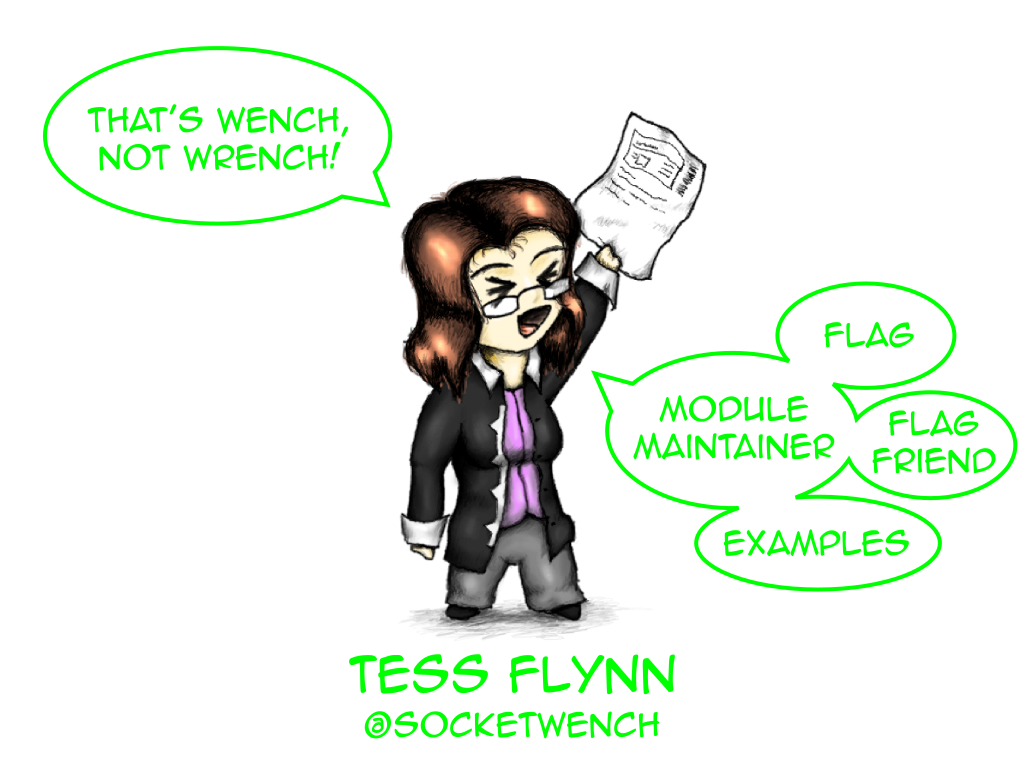 THAT'S WENCH,
NOT WRENCH!
FLAG
MODULE
MAINTAINER
FLAG
FRIEND
EXAMPLES
TESS FLYNN
@SOCKETWENCH